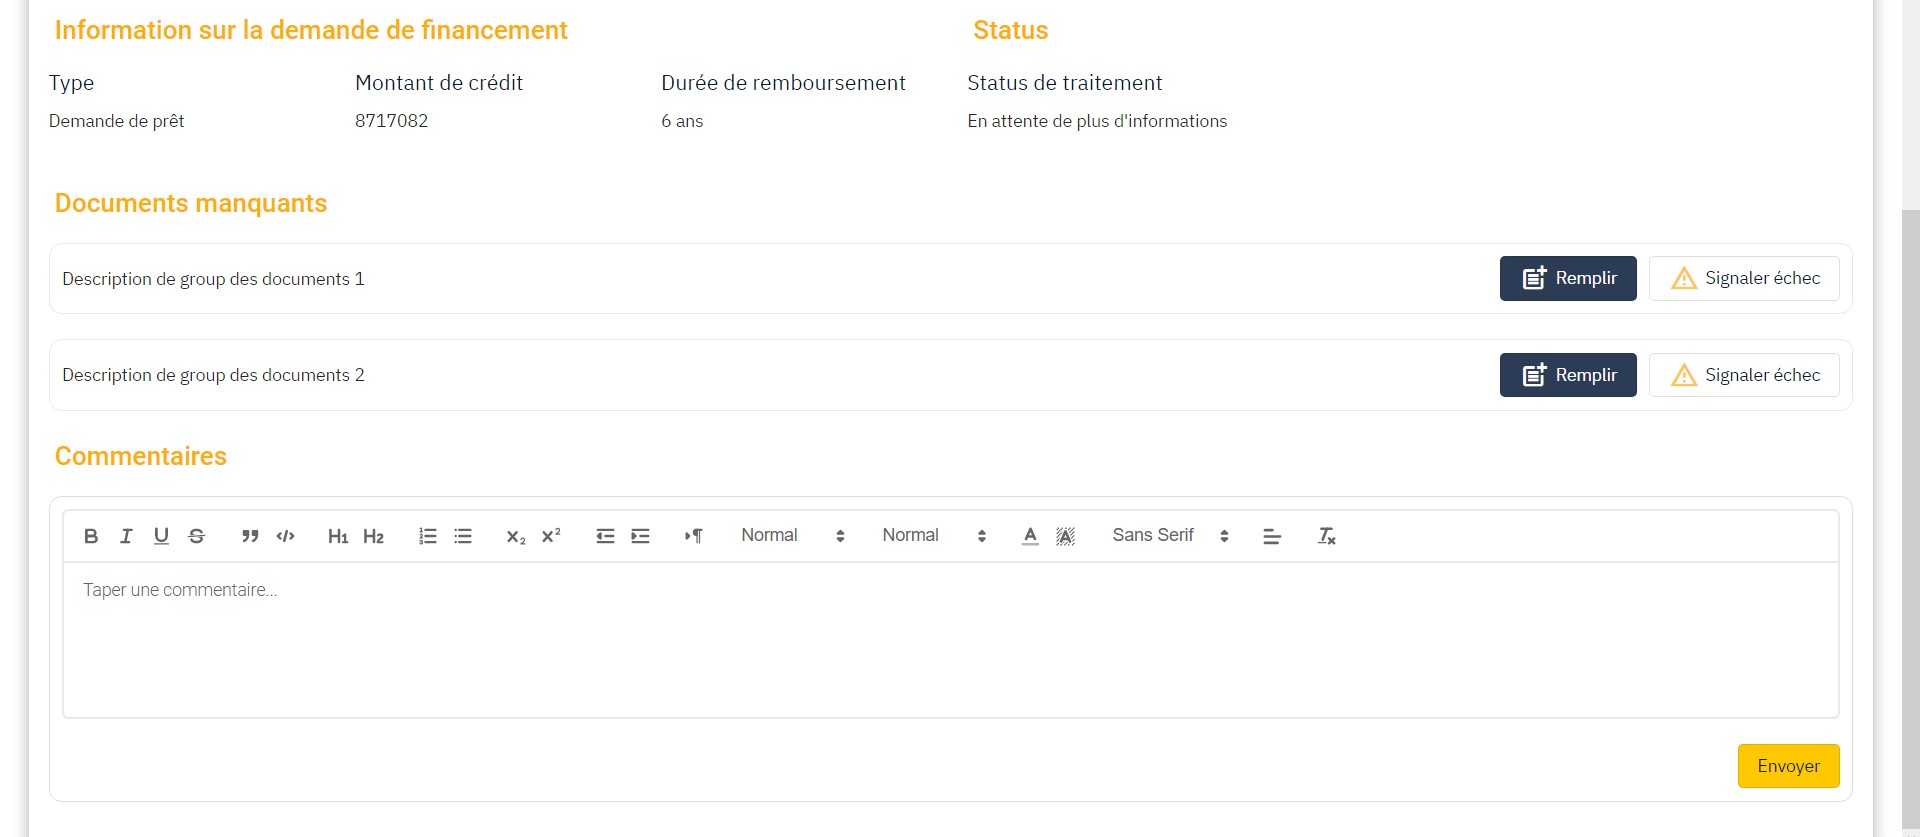 Information sur la demande de financement
Status
Type
Montant de crédit
Durée de remboursement
Status de traitement
Demande de prêt
8717082
6 ans
En attente de plus d'informations
Documents manquants
Description de group des documents 1
Remplir
Signaler échec
Description de group des documents 2
Remplir
Signaler échec
Commentaires
B I U S H1 H2 x2 x2 Normal Normal A A Sans Serif Tx
Taper une commentaire...
Envoyer